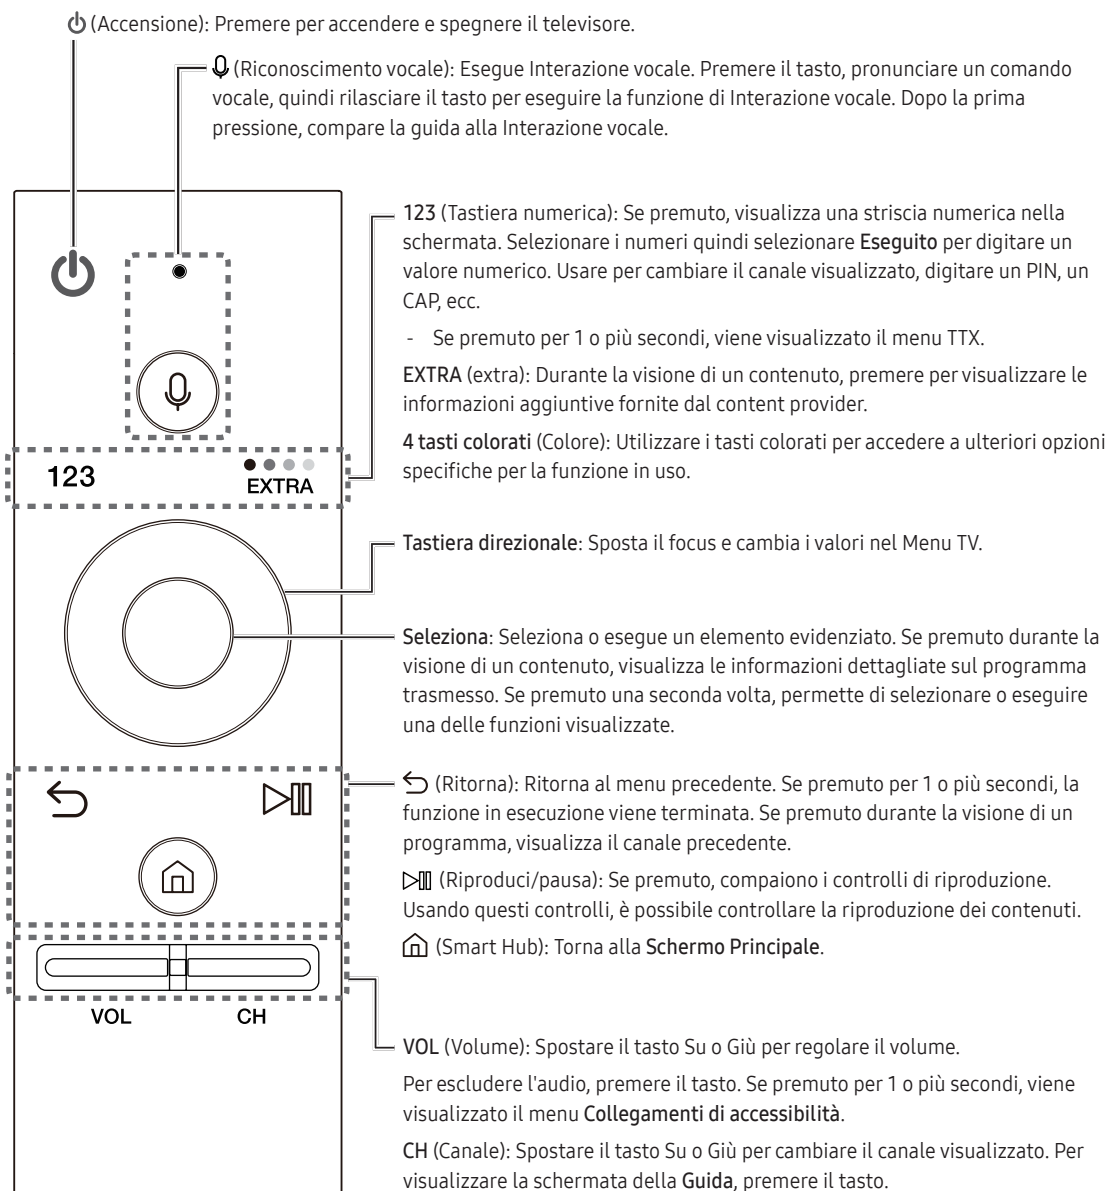 (Accensione): Premere per accendere e spegnere il televisore.
(Riconoscimento vocale): Esegue Interazione vocale. Premere il tasto, pronunciare un comando
vocale, quindi rilasciare il tasto per eseguire la funzione di Interazione vocale. Dopo la prima
pressione, compare la guida alla Interazione vocale.
123 (Tastiera numerica): Se premuto, visualizza una striscia numerica nella
schermata. Selezionare i numeri quindi selezionare Eseguito per digitare un
valore numerico. Usare per cambiare il canale visualizzato, digitare un PIN, un
CAP, ecc.
- Se premuto per 1 o più secondi, viene visualizzato il menu TTX.
EXTRA (extra): Durante la visione di un contenuto, premere per visualizzare le
informazioni aggiuntive fornite dal content provider.
4 tasti colorati (Colore): Utilizzare i tasti colorati per accedere a ulteriori opzioni
specifiche per la funzione in uso.
123
EXTRA
Tastiera direzionale: Sposta il focus e cambia i valori nel Menu TV.
Seleziona: Seleziona o esegue un elemento evidenziato. Se premuto durante la
visione di un contenuto, visualizza le informazioni dettagliate sul programma
trasmesso. Se premuto una seconda volta, permette di selezionare o eseguire
una delle funzioni visualizzate.
(Ritorna): Ritorna al menu precedente. Se premuto per 1 o più secondi, la
funzione in esecuzione viene terminata. Se premuto durante la visione di un
programma, visualizza il canale precedente.
(Riproduci/pausa): Se premuto, compaiono i controlli di riproduzione.
Usando questi controlli, è possibile controllare la riproduzione dei contenuti.
(Smart Hub): Torna alla Schermo Principale.
VOL
CH
VOL (Volume): Spostare il tasto Su o Giù per regolare il volume.
Per escludere l'audio, premere il tasto. Se premuto per 1 o più secondi, viene
visualizzato il menu Collegamenti di accessibilità.
CH (Canale): Spostare il tasto Su o Giù per cambiare il canale visualizzato. Per
visualizzare la schermata della Guida, premere il tasto.